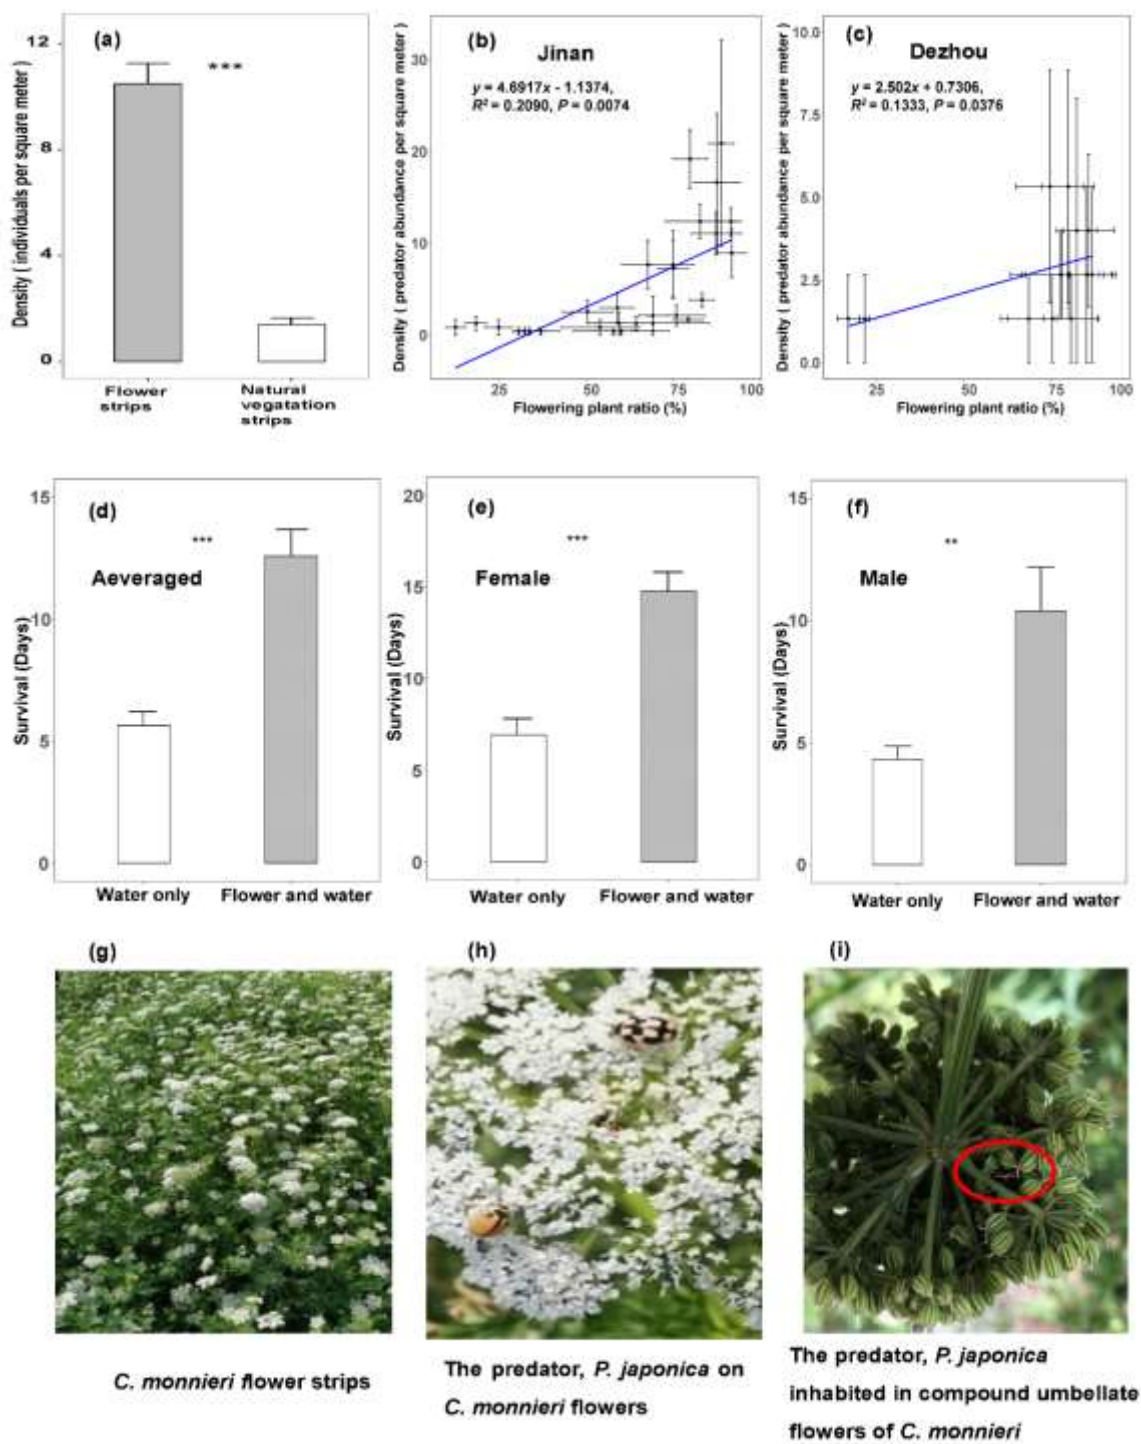 (a)
***
12
8
4
0
Density ( individuals per square meter )
Flower
strips
Natural
vegatation
strips
(b)
Jinan
y = 4.6917x - 1.1374,
R² = 0.2090, P = 0.0074
30
20
10
0
Density ( predator abundance per square meter )
25
50
75
100
Flowering plant ratio (%)
(c)
Dezhou
y = 2.502x + 0.7306,
R² = 0.1333, P = 0.0376
10.0
7.5
5.0
2.5
0.0
Density ( predator abundance per square meter )
25
50
75
100
Flowering plant ratio (%)
(d)
***
Aeveraged
15
10
5
0
Survival (Days)
Water only
Flower and water
(e)
***
Female
20
15
10
5
0
Survival (Days)
Water only
Flower and water
(f)
**
Male
15
10
5
0
Survival (Days)
Water only
Flower and water
(g)
C. monnieri flower strips
(h)
The predator, P. japonica on
C. monnieri flowers
(i)
The predator, P. japonica
inhabited in compound umbellate
flowers of C. monnieri